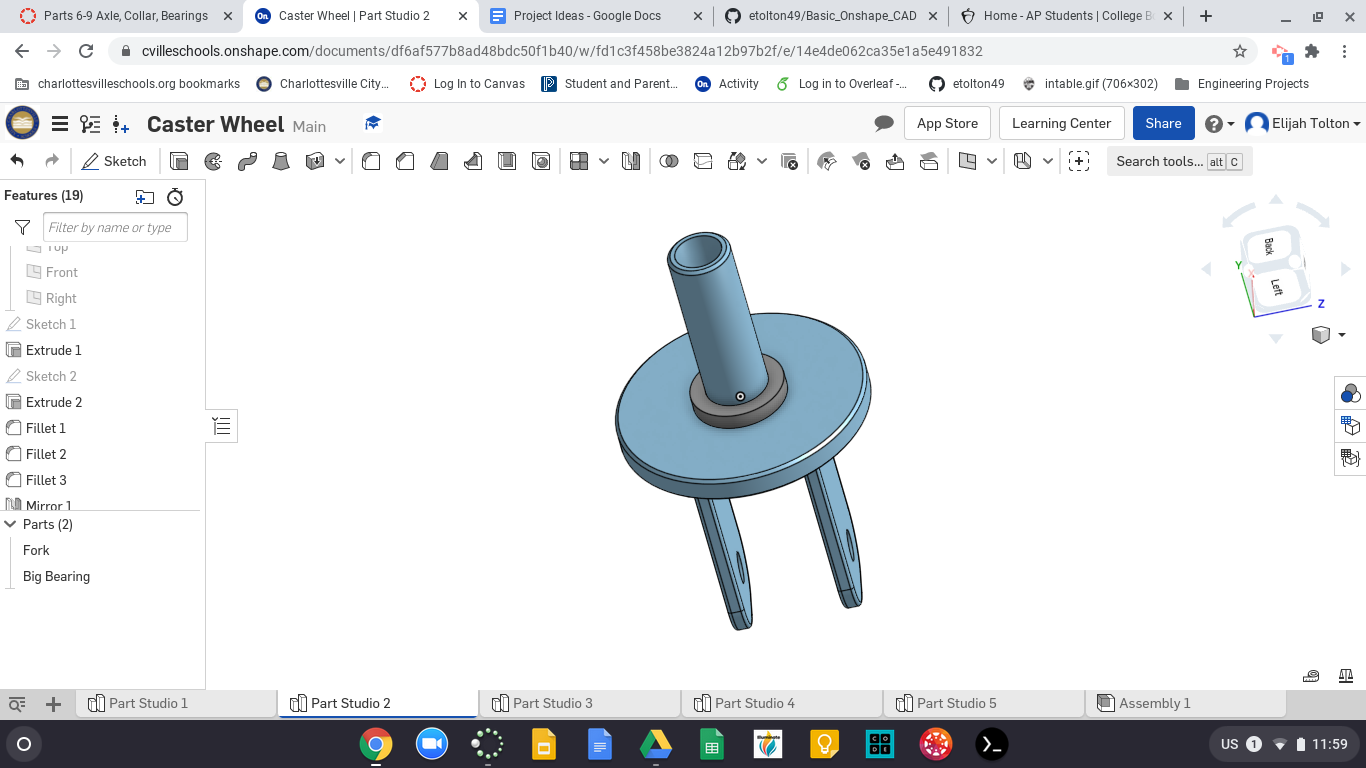 Parts 6-9 Axle, Collar, Bearings
Caster Wheel | Part Studio 2
Project Ideas - Google Docs
etolton49/Basic_Onshape_CAD
Home - AP Students | College B
cvilleschools.onshape.com/documents/df6af577b8ad48bdc50f1b40/w/fd1c3f458be3824a12b97b2f/e/14e4de062ca35e1a5e491832
1
charlottesvilleschools.org bookmarks
Charlottesville City...
Log In to Canvas
Student and Parent...
On Activity
Log in to Overleaf -...
etolton49
intable.gif (706×302)
Engineering Projects
Caster Wheel Main
App Store
Learning Center
Share
Elijah Tolton
Sketch
Search tools... alt C
Features (19)
Filter by name or type
Top
Front
Right
Sketch 1
Extrude 1
Sketch 2
Extrude 2
Fillet 1
Fillet 2
Fillet 3
Mirror 1
Parts (2)
Fork
Big Bearing
Back
Left
Y
X
Z
Part Studio 1
Part Studio 2
Part Studio 3
Part Studio 4
Part Studio 5
Assembly 1
US 1 11:59